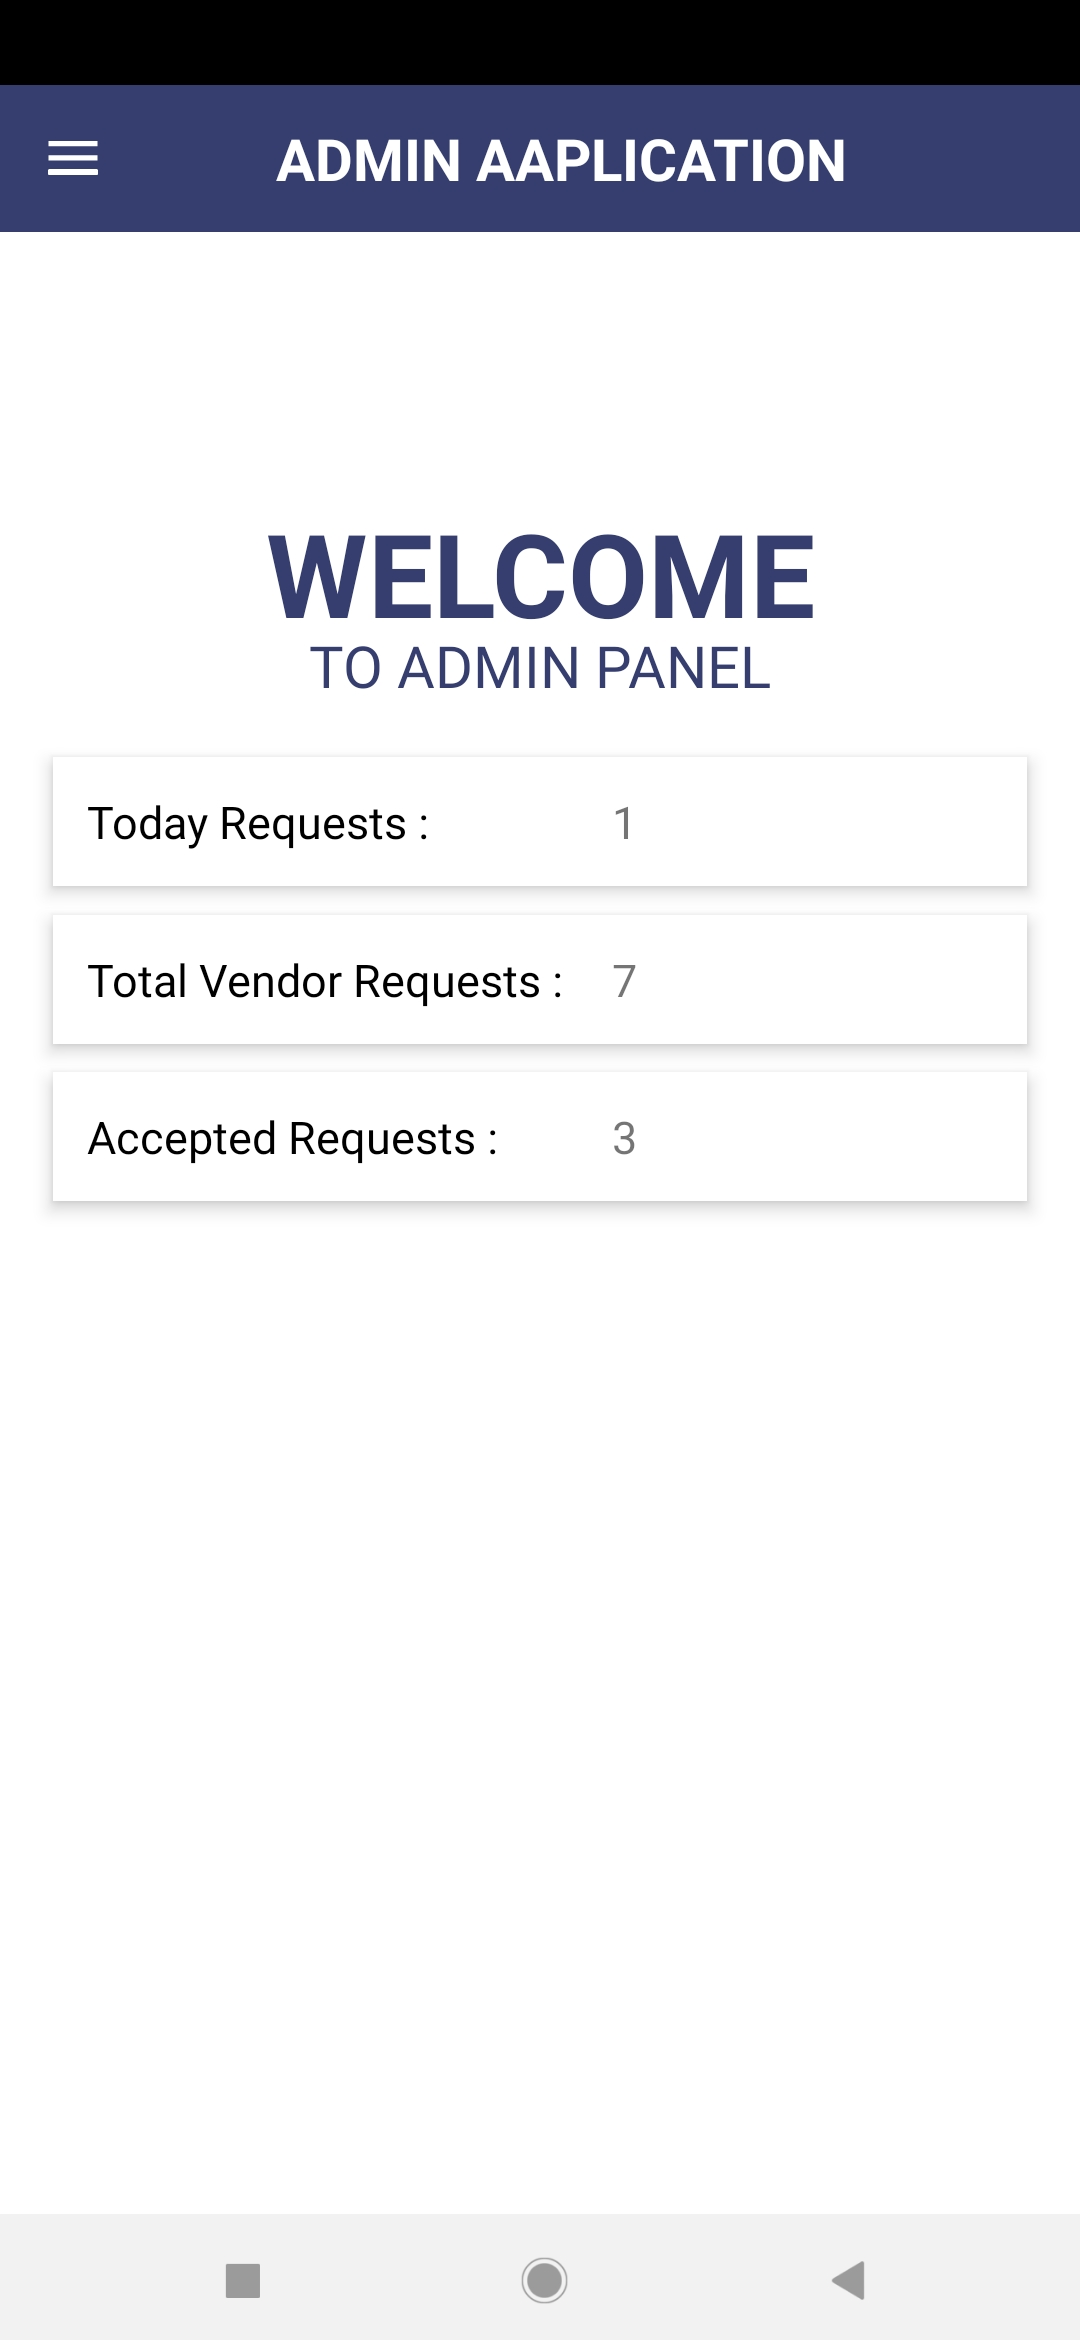 ADMIN AAPLICATION
WELCOME
TO ADMIN PANEL
Today Requests : 1
Total Vendor Requests : 7
Accepted Requests : 3